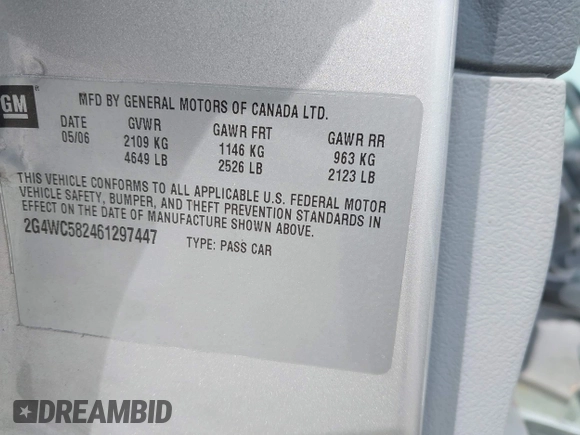 GM
MFD BY GENERAL MOTORS OF CANADA LTD.
DATE GVWR GAWR FRT GAWR RR
05/06 2109 KG 1146 KG 963 KG
4649 LB 2526 LB 2123 LB
THIS VEHICLE CONFORMS TO ALL APPLICABLE U.S. FEDERAL MOTOR
VEHICLE SAFETY, BUMPER, AND THEFT PREVENTION STANDARDS IN
EFFECT ON THE DATE OF MANUFACTURE SHOWN ABOVE.
2G4WC582461297447 TYPE: PASS CAR
DREAMBID